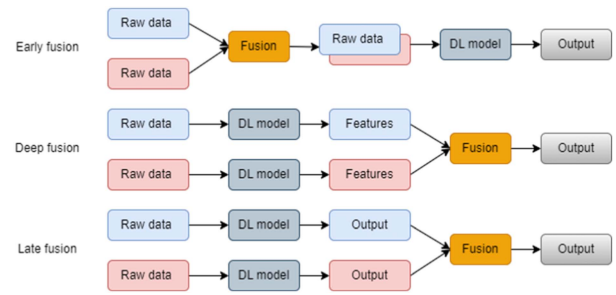 Raw data
Early fusion
Fusion
Raw data
DL model
Output
Raw data
Raw data
DL model
Features
Deep fusion
Fusion
Output
Raw data
DL model
Features
Raw data
DL model
Output
Late fusion
Fusion
Output
Raw data
DL model
Output